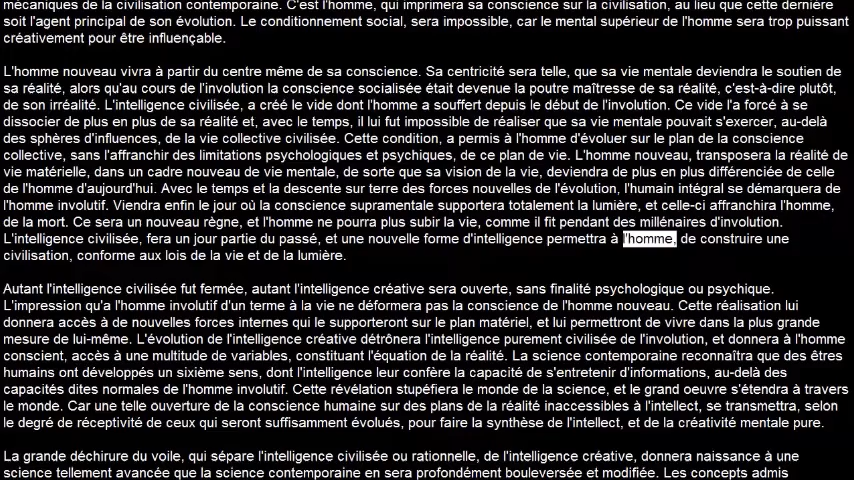 mécaniques de la civilisation contemporaine. C'est l'homme, qui imprimera sa conscience sur la civilisation, au lieu que cette dernière
soit l'agent principal de son évolution. Le conditionnement social, sera impossible, car le mental supérieur de l'homme sera trop puissant
créativement pour être influençable.
L'homme nouveau vivra à partir du centre même de sa conscience. Sa centricité sera telle, que sa vie mentale deviendra le soutien de
sa réalité, alors qu'au cours de l'involution la conscience socialisée était devenue la poutre maîtresse de sa réalité, c'est-à-dire plutôt,
de son irréalité. L'intelligence civilisée, a créé le vide dont l'homme a souffert depuis le début de l'involution. Ce vide l'a forcé à se
dissocier de plus en plus de sa réalité et, avec le temps, il lui fut impossible de réaliser que sa vie mentale pouvait s'exercer, au-delà
des sphères d'influences, de la vie collective civilisée. Cette condition, a permis à l'homme d'évoluer sur le plan de la conscience
collective, sans l'affranchir des limitations psychologiques et psychiques, de ce plan de vie. L'homme nouveau, transposera la réalité de
vie matérielle, dans un cadre nouveau de vie mentale, de sorte que sa vision de la vie, deviendra de plus en plus différenciée de celle
de l'homme d'aujourd'hui. Avec le temps et la descente sur terre des forces nouvelles de l'évolution, l'humain intégral se démarquera de
l'homme involutif. Viendra enfin le jour où la conscience supramentale supportera totalement la lumière, et celle-ci affranchira l'homme,
de la mort. Ce sera un nouveau règne, et l'homme ne pourra plus subir la vie, comme il fit pendant des millénaires d'involution.
L'intelligence civilisée, fera un jour partie du passé, et une nouvelle forme d'intelligence permettra à l'homme, de construire une
civilisation, conforme aux lois de la vie et de la lumière.
Autant l'intelligence civilisée fut fermée, autant l'intelligence créative sera ouverte, sans finalité psychologique ou psychique.
L'impression qu'a l'homme involutif d'un terme à la vie ne déformera pas la conscience de l'homme nouveau. Cette réalisation lui
donnera accès à de nouvelles forces internes qui le supporteront sur le plan matériel, et lui permettront de vivre dans la plus grande
mesure de lui-même. L'évolution de l'intelligence créative détrônera l'intelligence purement civilisée de l'involution, et donnera à l'homme
conscient, accès à une multitude de variables, constituant l'équation de la réalité. La science contemporaine reconnaîtra que des êtres
humains ont développés un sixième sens, dont l'intelligence leur confère la capacité de s'entretenir d'informations, au-delà des
capacités dites normales de l'homme involutif. Cette révélation stupéfiera le monde de la science, et le grand oeuvre s'étendra à travers
le monde. Car une telle ouverture de la conscience humaine sur des plans de la réalité inaccessibles à l'intellect, se transmettra, selon
le degré de réceptivité de ceux qui seront suffisamment évolués, pour faire la synthèse de l'intellect, et de la créativité mentale pure.
La grande déchirure du voile, qui sépare l'intelligence civilisée ou rationnelle, de l'intelligence créative, donnera naissance à une
science tellement avancée que la science contemporain en sera profondément bouleversée et modifiée. Les concepts admis